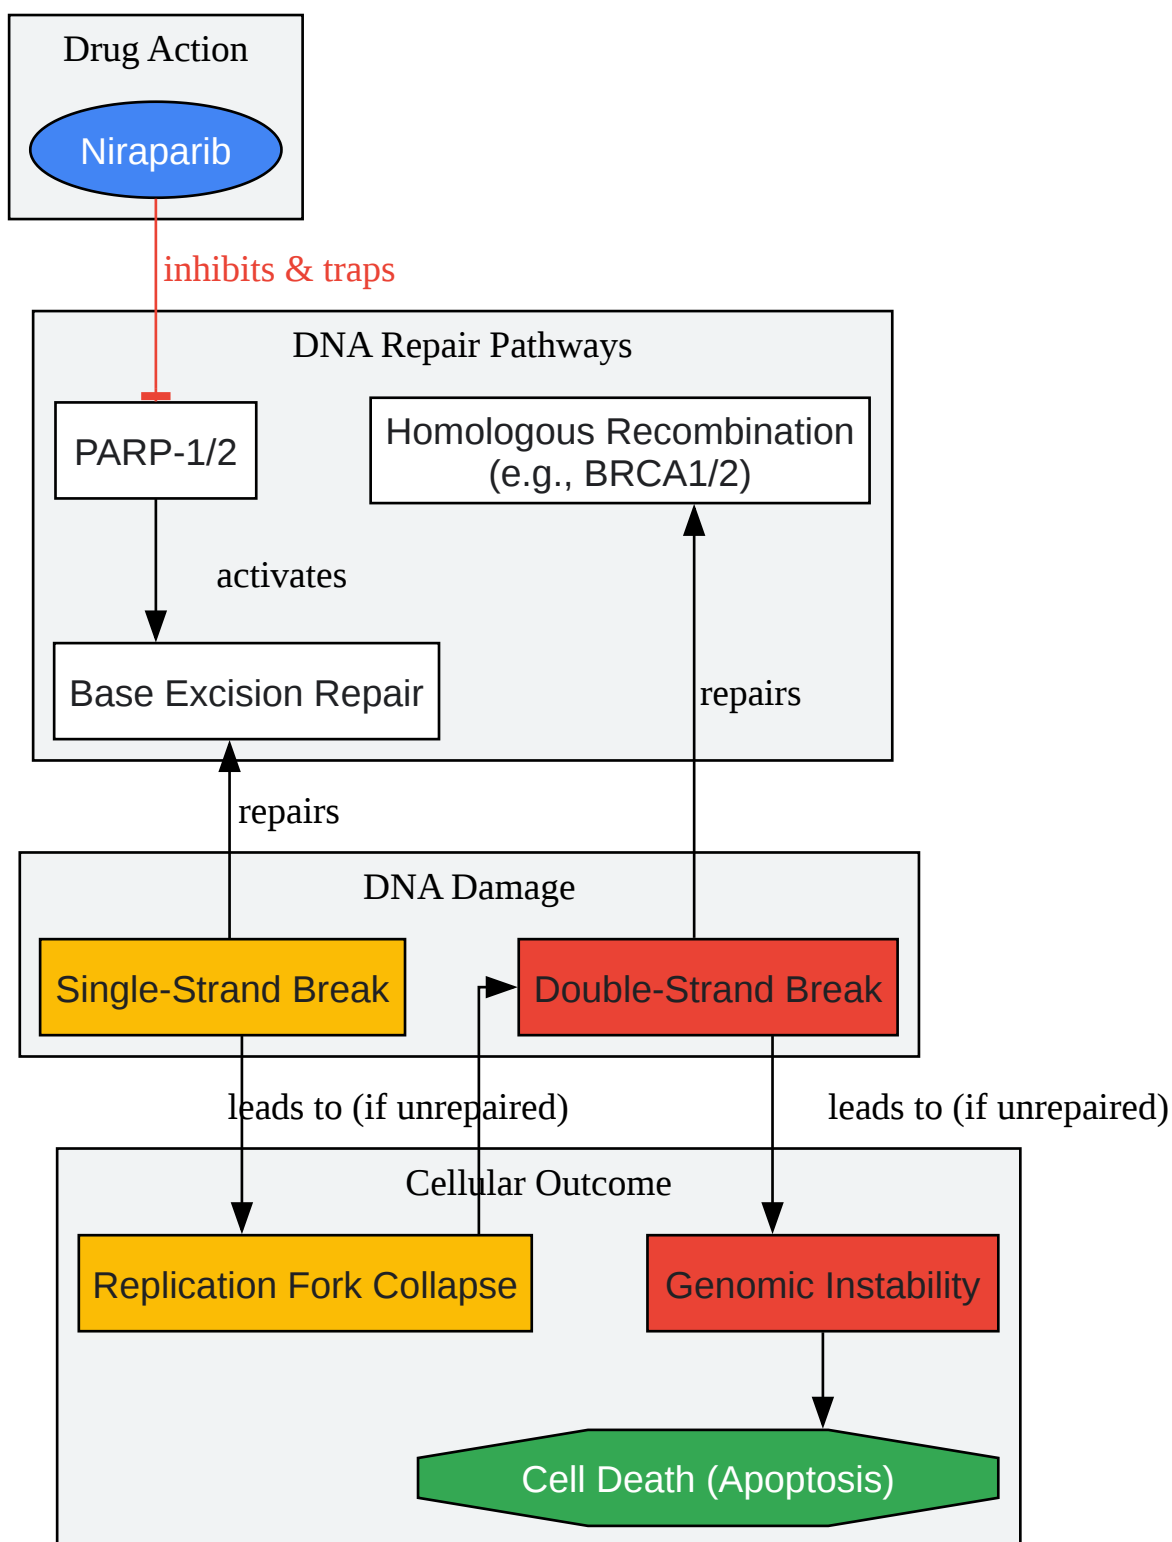 Drug Action
Niraparib
inhibits & traps
DNA Repair Pathways
PARP-1/2
Homologous Recombination
(e.g., BRCA1/2)
activates
Base Excision Repair
repairs
repairs
DNA Damage
Single-Strand Break
Double-Strand Break
leads to (if unrepaired)
leads to (if unrepaired)
Cellular Outcome
Replication Fork Collapse
Genomic Instability
Cell Death (Apoptosis)